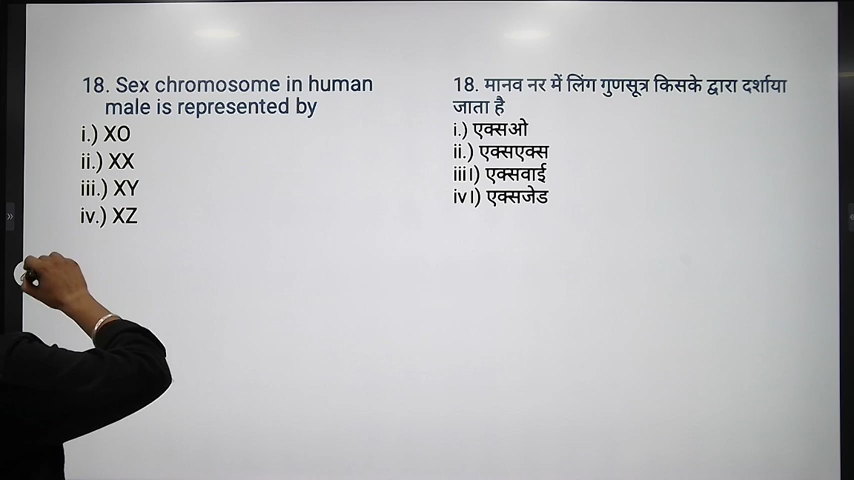 18. Sex chromosome in human
male is represented by
i.) XO
ii.) XX
iii.) XY
iv.) XZ
18. मानव नर में लिंग गुणसूत्र किसके द्वारा दर्शाया
जाता है
i.) एक्सओ
ii.) एक्सएक्स
iii।) एक्सवाई
iv।) एक्सजेड